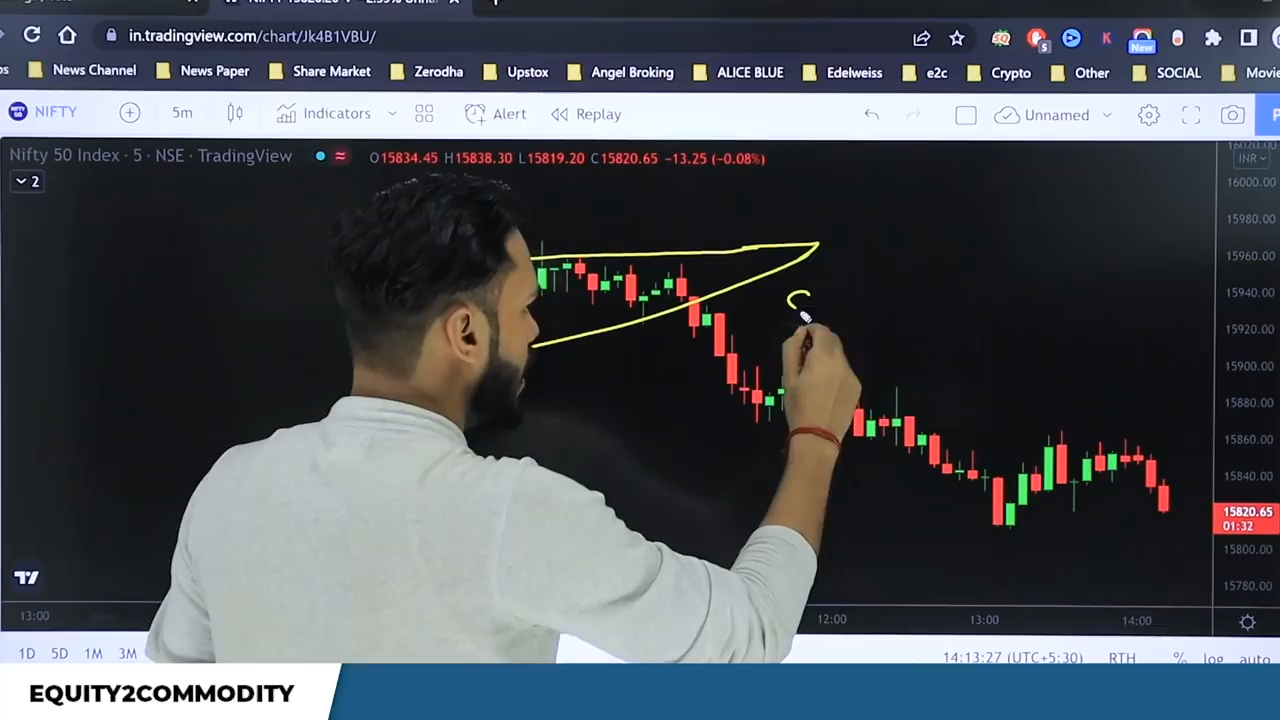 NIFTY 15820.20
in.tradingview.com/chart/Jk4B1VBU/
SQ S K New
News Channel News Paper Share Market Zerodha Upstox Angel Broking ALICE BLUE Edelweiss e2c Crypto Other SOCIAL Movie
NIFTY 5m Indicators Alert Replay Unnamed P
Nifty 50 Index · 5 · NSE · TradingView O15834.45 H15838.30 L15819.20 C15820.65 −13.25 (−0.08%)
INR
2
16000.00
15980.00
15960.00
15940.00
15920.00
15900.00
15880.00
15860.00
15840.00
15820.65
01:32
15800.00
15780.00
13:00 12:00 13:00 14:00
1D 5D 1M 3M 14:13:27 (UTC+5:30) RTH % log auto
EQUITY2COMMODITY